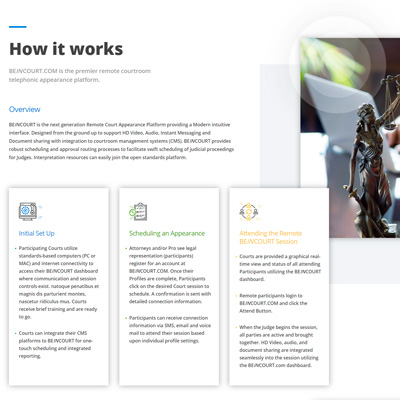 How it works
BEINCOURT.COM is the premier remote courtroom
telephonic appearance platform.
Overview
BEINCOURT is the next generation Remote Court Appearance Platform providing a Modern intuitive
interface. Designed from the ground up to support HD Video, Audio, Instant Messaging and
Document sharing with integration to courtroom management systems (CMS). BEINCOURT provides
robust scheduling and approval routing processes to facilitate swift scheduling of judicial proceedings
for Judges. Interpretation resources can easily join the open standards platform.
Initial Set Up
• Participating Courts utilize
standards-based computers (PC or
MAC) and internet connectivity to
access their BEINCOURT dashboard
where communication and session
controls exist. natoque penatibus et
magnis dis parturient montes,
nascetur ridiculus mus. Courts
receive brief training and are ready
to go.
• Courts can integrate their CMS
platforms to BEINCOURT for one-
touch scheduling and integrated
reporting.
Scheduling an Appearance
• Attorneys and/or Pro see legal
representation (participants)
register for an account at
BEINCOURT.COM. Once their
Profiles are complete, Participants
click on the desired Court session to
schedule. A confirmation is sent with
detailed connection information.
• Participants can receive connection
information via SMS, email and voice
mail to attend their session based
upon individual profile settings.
Attending the Remote
BEINCOURT Session
• Courts are provided a graphical real-
time view and status of all attending
Participants utilizing the BEINCOURT
dashboard.
• Remote participants login to
BEINCOURT.COM and click the
Attend Button.
• When the Judge begins the session,
all parties are active and brought
together. HD video, audio, and
document sharing are integrated
seamlessly into the session utilizing
the BEINCOURT.com dashboard.